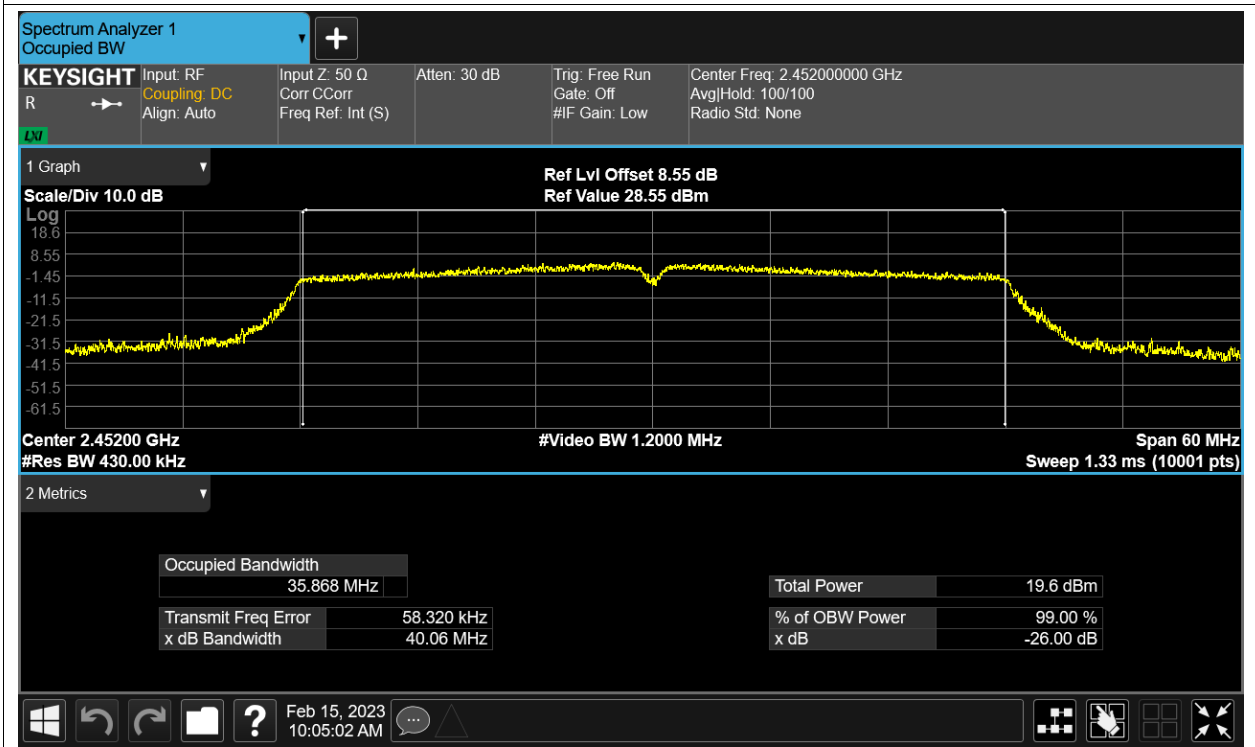 Spectrum Analyzer 1
Occupied BW
KEYSIGHT
R
LXI
Input: RF
Coupling: DC
Align: Auto
Input Z: 50 Ω
Corr CCorr
Freq Ref: Int (S)
Atten: 30 dB
Trig: Free Run
Gate: Off
#IF Gain: Low
Center Freq: 2.452000000 GHz
Avg|Hold: 100/100
Radio Std: None
1 Graph
Scale/Div 10.0 dB
Ref Lvl Offset 8.55 dB
Ref Value 28.55 dBm
Log
18.6
8.55
-1.45
-11.5
-21.5
-31.5
-41.5
-51.5
-61.5
Center 2.45200 GHz
#Video BW 1.2000 MHz
Span 60 MHz
#Res BW 430.00 kHz
Sweep 1.33 ms (10001 pts)
2 Metrics
Occupied Bandwidth
35.868 MHz
Total Power 19.6 dBm
Transmit Freq Error 58.320 kHz
% of OBW Power 99.00 %
x dB Bandwidth 40.06 MHz
x dB -26.00 dB
?
Feb 15, 2023
10:05:02 AM